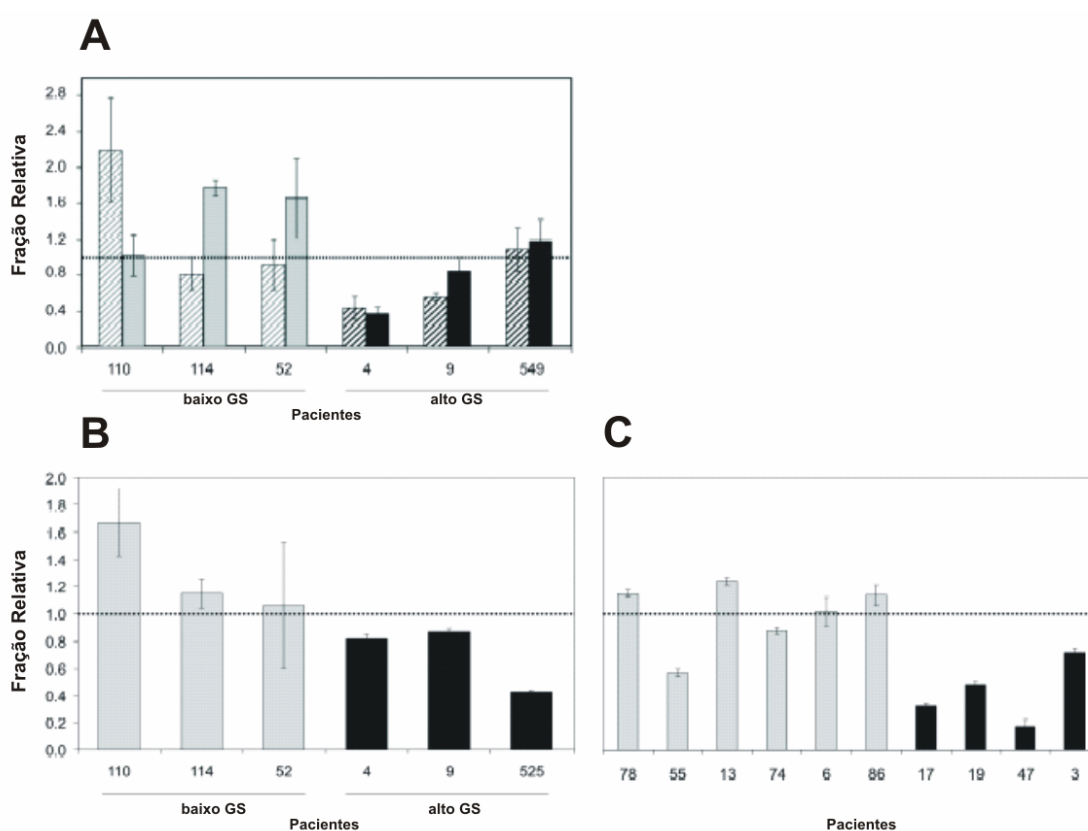 A
Fração Relativa
2.8
2.4
2.0
1.6
1.2
0.8
0.4
0.0
110 114 52 4 9 549
baixo GS alto GS
Pacientes
B
Fração Relativa
2.0
1.8
1.6
1.4
1.2
1.0
0.8
0.6
0.4
0.2
0.0
110 114 52 4 9 525
baixo GS alto GS
Pacientes
C
78 55 13 74 6 86 17 19 47 3
Pacientes